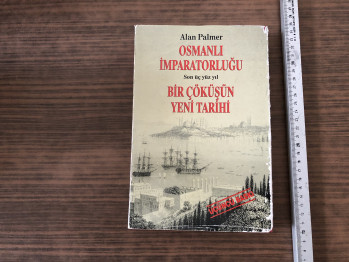 Alan Palmer
OSMANLI
İMPARATORLUĞU
Son üç yüz yıl
BİR ÇÖKÜŞÜN
YENİ TARİHİ